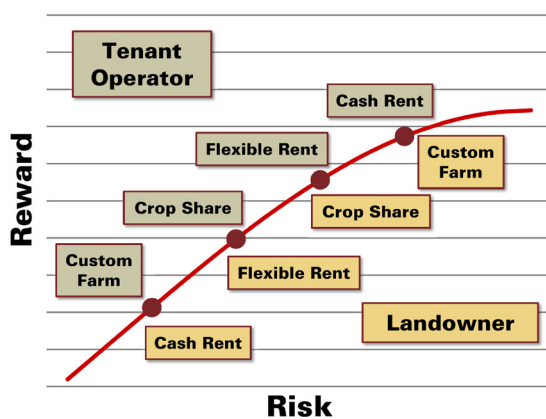 Tenant
Operator
Cash Rent
Flexible Rent
Custom
Farm
Crop Share
Crop Share
Custom
Farm
Flexible Rent
Landowner
Cash Rent
Reward
Risk